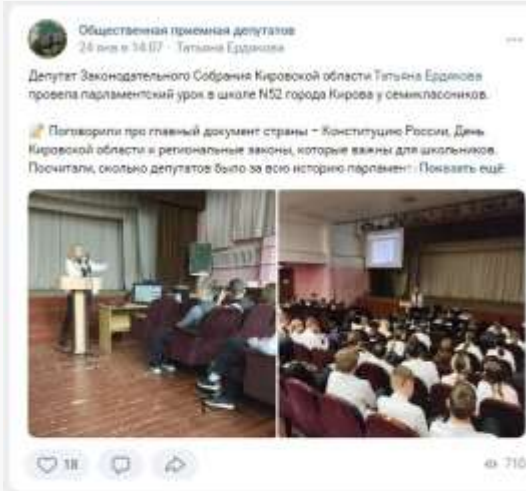 Общественная приемная депутатов
24 янв в 14:07 · Татьяна Ердякова
Депутат Законодательного Собрания Кировской области Татьяна Ердякова
провела парламентский урок в школе N52 города Кирова у семиклассников.
📝 Поговорили про главный документ страны – Конституцию России, День
Кировской области и региональные законы, которые важны для школьников.
Посчитали, сколько депутатов было за всю историю парламент Показать ещё
18
710